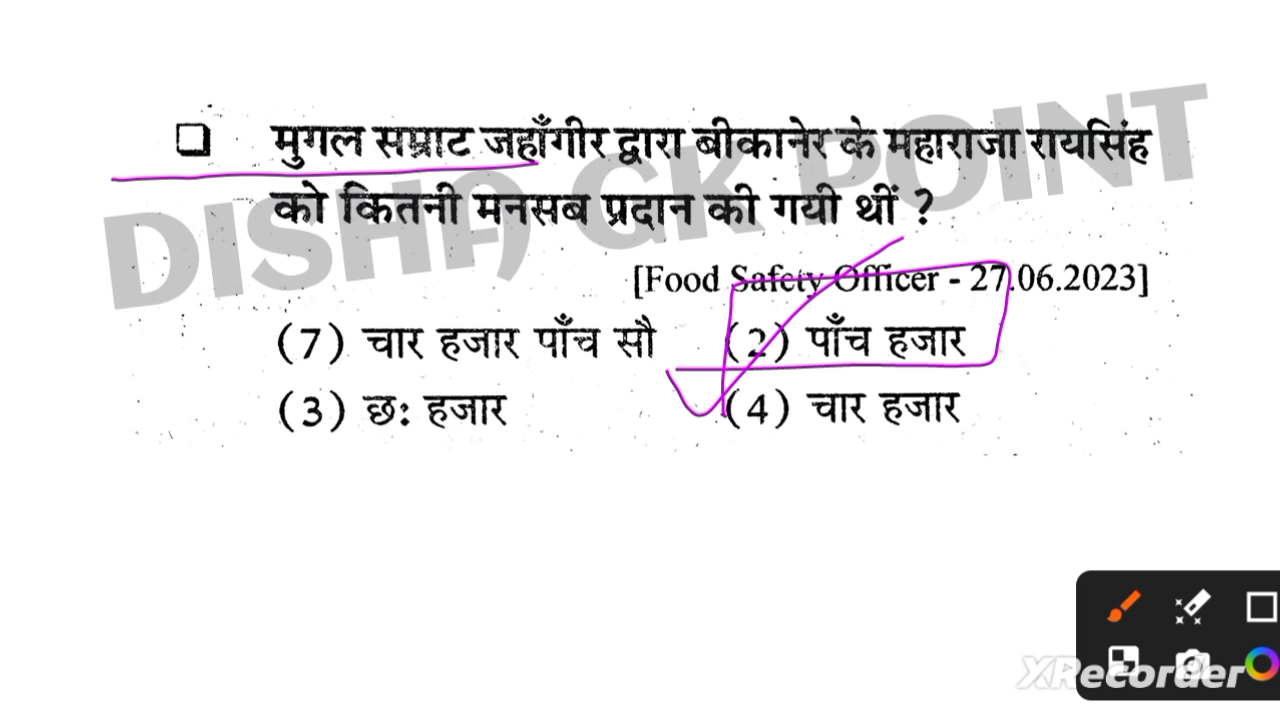 ❑ मुगल सम्राट जहाँगीर द्वारा बीकानेर के महाराजा रायसिंह
को कितनी मनसब प्रदान की गयी थीं ?
DISHA GK POINT
[Food Safety Officer - 27.06.2023]
(7) चार हजार पाँच सौ (2) पाँच हजार
(3) छः हजार (4) चार हजार
XRecorder